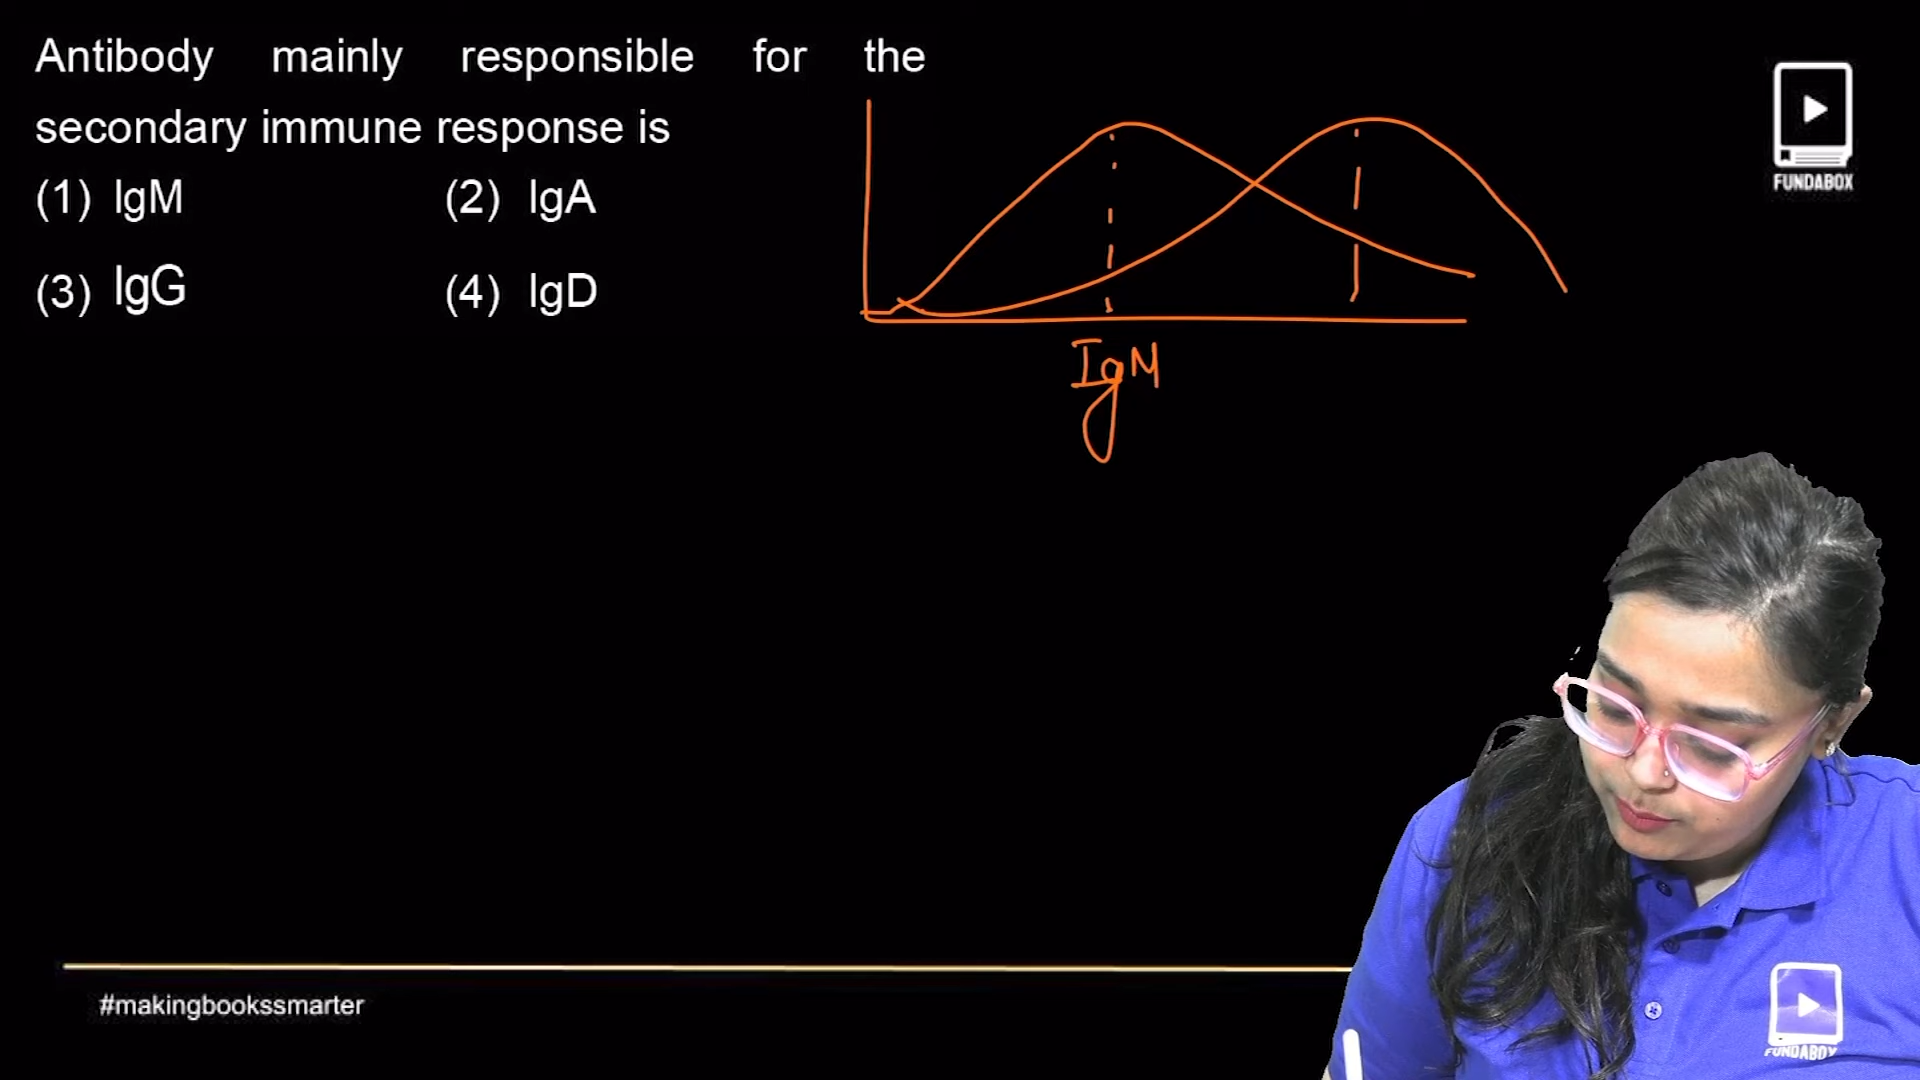 Antibody mainly responsible for the
secondary immune response is
(1) IgM (2) IgA
(3) IgG (4) IgD
IgM
FUNDABOX
#makingbookssmarter
FUNDABOX